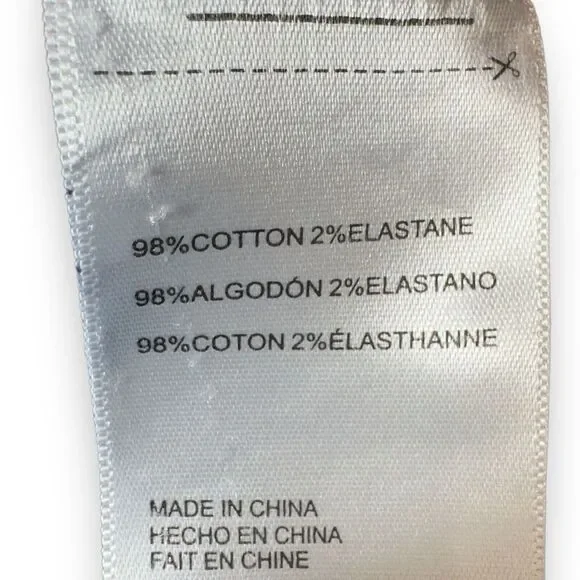 98%COTTON 2%ELASTANE
98%ALGODÓN 2%ELASTANO
98%COTON 2%ÉLASTHANNE
MADE IN CHINA
HECHO EN CHINA
FAIT EN CHINE